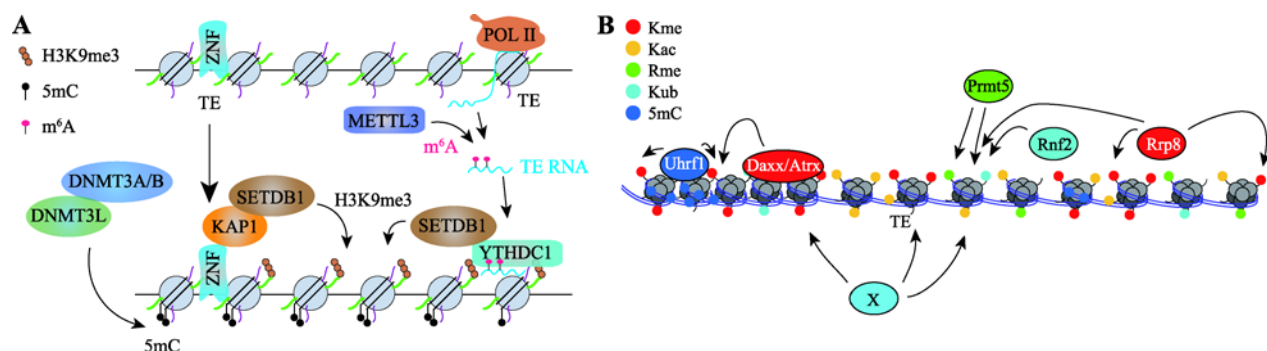 A
H3K9me3
5mC
m⁶A
ZNF
POL II
TE
TE
METTL3
m⁶A
TE RNA
DNMT3A/B
DNMT3L
SETDB1
KAP1
ZNF
H3K9me3
SETDB1
YTHDC1
5mC
B
Kme
Kac
Rme
Kub
5mC
Prmt5
Uhrf1
Daxx/Atrx
Rnf2
Rrp8
TE
X